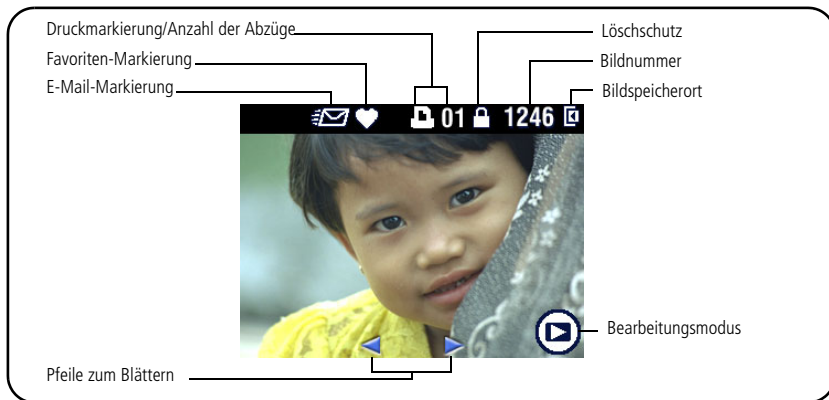 Druckmarkierung/Anzahl der Abzüge
Favoriten-Markierung
E-Mail-Markierung
Löschschutz
Bildnummer
Bildspeicherort
01 1246
Bearbeitungsmodus
Pfeile zum Blättern